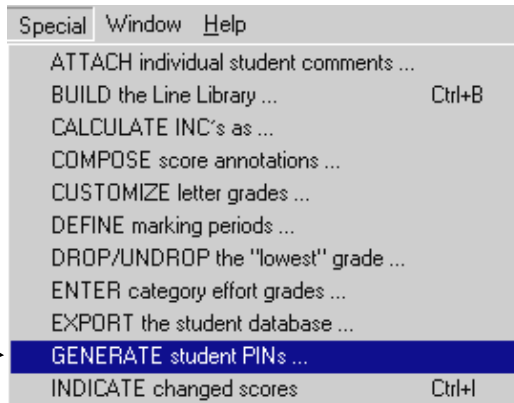 Special Window Help
ATTACH individual student comments ...
BUILD the Line Library ... Ctrl+B
CALCULATE INC's as ...
COMPOSE score annotations ...
CUSTOMIZE letter grades ...
DEFINE marking periods ...
DROP/UNDROP the "lowest" grade ...
ENTER category effort grades ...
EXPORT the student database ...
GENERATE student PINs ...
INDICATE changed scores Ctrl+I